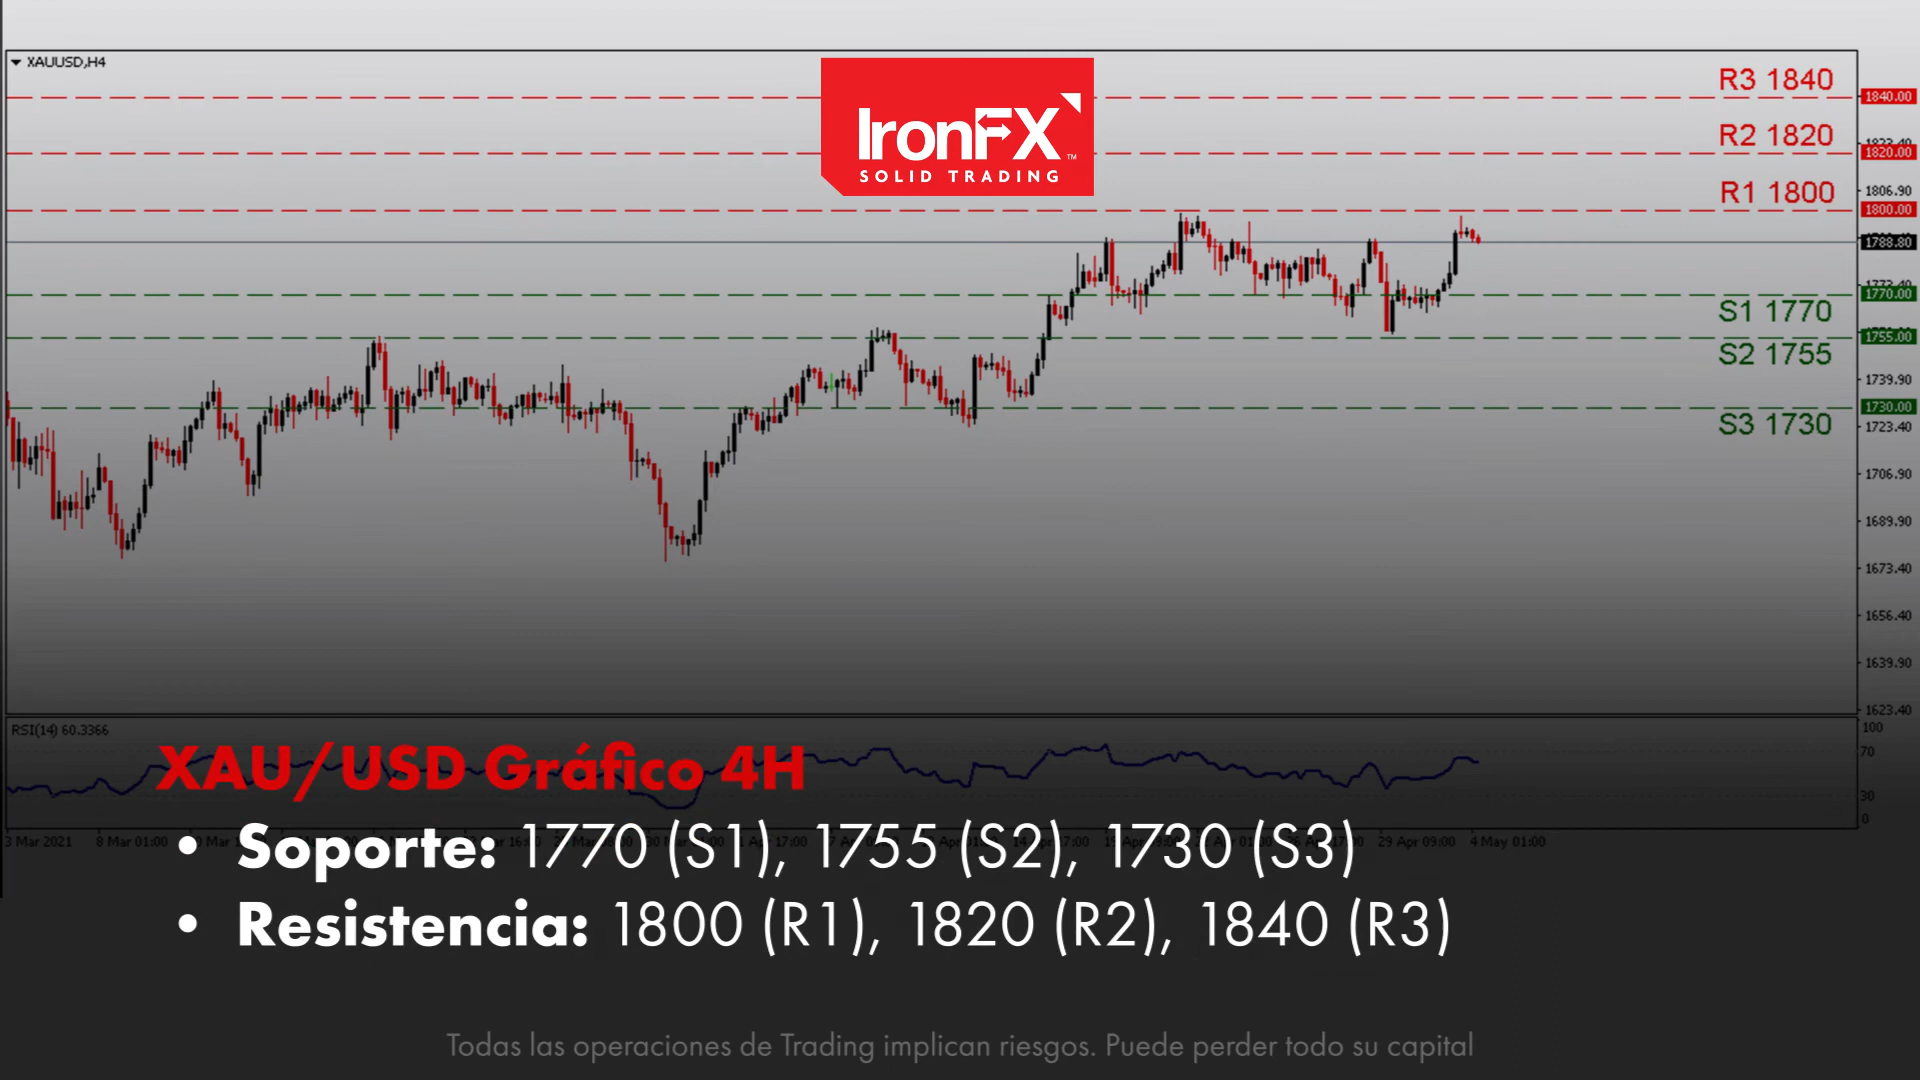 XAUUSD,H4
R3 1840
1840.00
IronFX
TM
SOLID TRADING
R2 1820
1820.00
1806.90
R1 1800
1800.00
1788.80
1770.00
S1 1770
1755.00
S2 1755
1739.90
1730.00
S3 1730
1723.40
1706.90
1689.90
1673.40
1656.40
1639.90
1623.40
RSI(14) 60.3366
100
70
30
0
XAU/USD Gráfico 4H
3 Mar 2021 8 Mar 01:00 29 Apr 09:00 4 May 01:00
• Soporte: 1770 (S1), 1755 (S2), 1730 (S3)
• Resistencia: 1800 (R1), 1820 (R2), 1840 (R3)
Todas las operaciones de Trading implican riesgos. Puede perder todo su capital